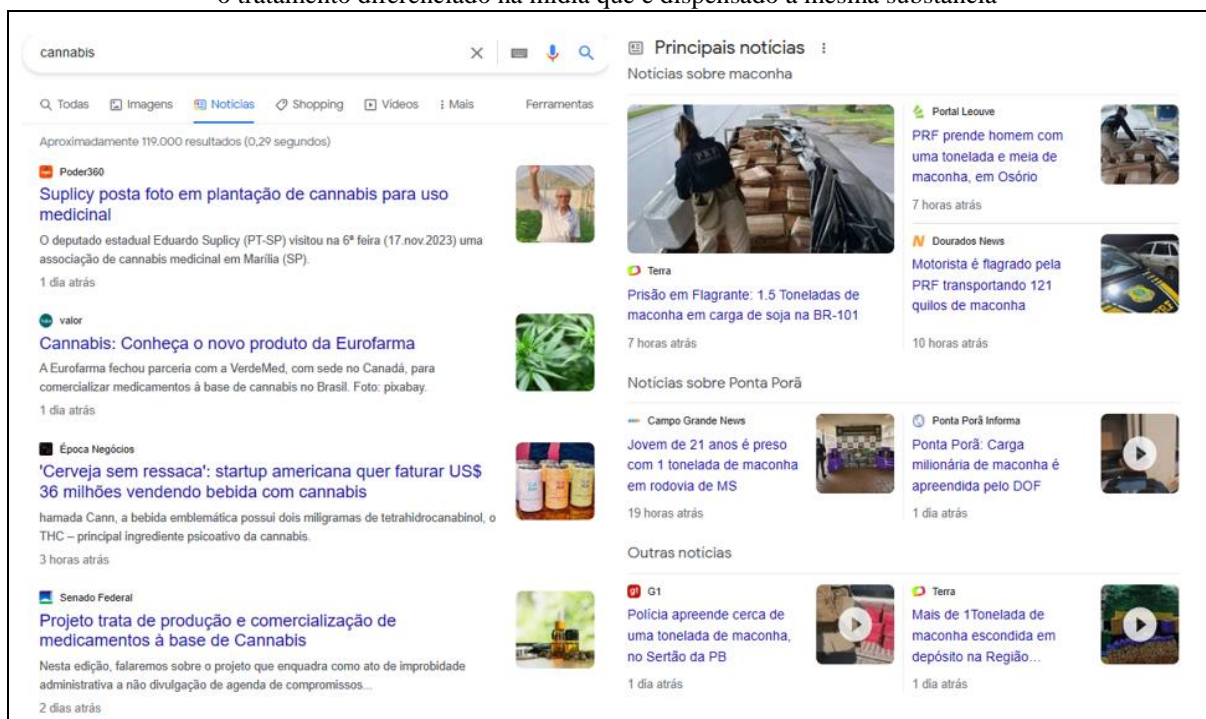 o tratamento diferenciado na mídia que é dispensado à mesma substância
cannabis
Todas Imagens Notícias Shopping Vídeos Mais Ferramentas
Aproximadamente 119.000 resultados (0,29 segundos)
Poder360
Suplicy posta foto em plantação de cannabis para uso
medicinal
O deputado estadual Eduardo Suplicy (PT-SP) visitou na 6ª feira (17.nov.2023) uma
associação de cannabis medicinal em Marília (SP).
1 dia atrás
valor
Cannabis: Conheça o novo produto da Eurofarma
A Eurofarma fechou parceria com a VerdeMed, com sede no Canadá, para
comercializar medicamentos à base de cannabis no Brasil. Foto: pixabay.
1 dia atrás
Época Negócios
'Cerveja sem ressaca': startup americana quer faturar US$
36 milhões vendendo bebida com cannabis
hamada Cann, a bebida emblemática possui dois miligramas de tetrahidrocanabinol, o
THC – principal ingrediente psicoativo da cannabis.
3 horas atrás
Senado Federal
Projeto trata de produção e comercialização de
medicamentos à base de Cannabis
Nesta edição, falaremos sobre o projeto que enquadra como ato de improbidade
administrativa a não divulgação de agenda de compromissos...
2 dias atrás
Principais notícias
Notícias sobre maconha
PRF
Terra
Prisão em Flagrante: 1.5 Toneladas de
maconha em carga de soja na BR-101
7 horas atrás
Portal Leouve
PRF prende homem com
uma tonelada e meia de
maconha, em Osório
7 horas atrás
Dourados News
Motorista é flagrado pela
PRF transportando 121
quilos de maconha
10 horas atrás
Notícias sobre Ponta Porã
Campo Grande News
Jovem de 21 anos é preso
com 1 tonelada de maconha
em rodovia de MS
19 horas atrás
Ponta Porã Informa
Ponta Porã: Carga
milionária de maconha é
apreendida pelo DOF
1 dia atrás
Outras notícias
g1 G1
Polícia apreende cerca de
uma tonelada de maconha,
no Sertão da PB
1 dia atrás
Terra
Mais de 1Tonelada de
maconha escondida em
depósito na Região...
1 dia atrás